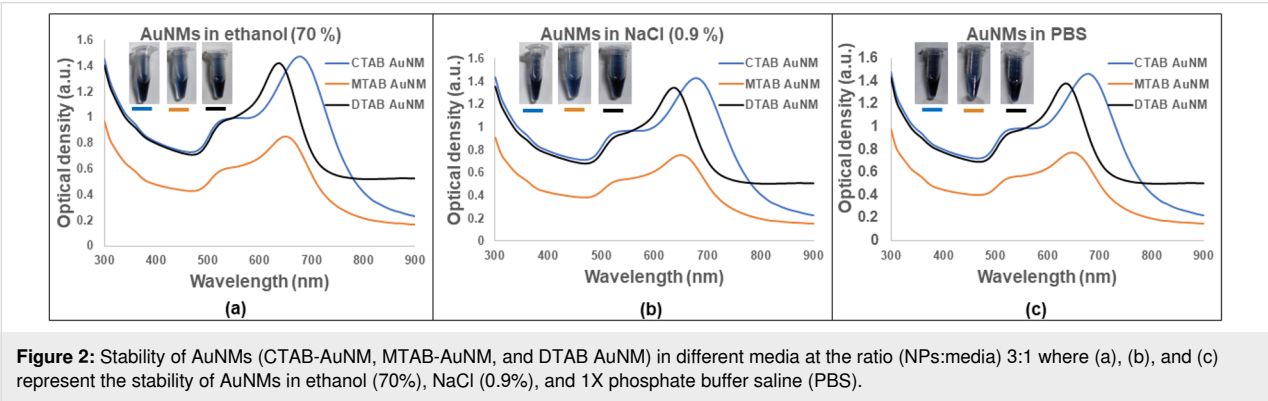 AuNMs in ethanol (70 %)
1.6
1.4
1.2
1
0.8
0.6
0.4
0.2
0
Optical density (a.u.)
CTAB AuNM
MTAB AuNM
DTAB AuNM
300 400 500 600 700 800 900
Wavelength (nm)
(a)
AuNMs in NaCl (0.9 %)
1.6
1.4
1.2
1
0.8
0.6
0.4
0.2
0
Optical density (a.u.)
CTAB AuNM
MTAB AuNM
DTAB AuNM
300 400 500 600 700 800 900
Wavelength (nm)
(b)
AuNMs in PBS
1.6
1.4
1.2
1
0.8
0.6
0.4
0.2
0
Optical density (a.u.)
CTAB AuNM
MTAB AuNM
DTAB AuNM
300 400 500 600 700 800 900
Wavelength (nm)
(c)
Figure 2: Stability of AuNMs (CTAB-AuNM, MTAB-AuNM, and DTAB AuNM) in different media at the ratio (NPs:media) 3:1 where (a), (b), and (c)
represent the stability of AuNMs in ethanol (70%), NaCl (0.9%), and 1X phosphate buffer saline (PBS).